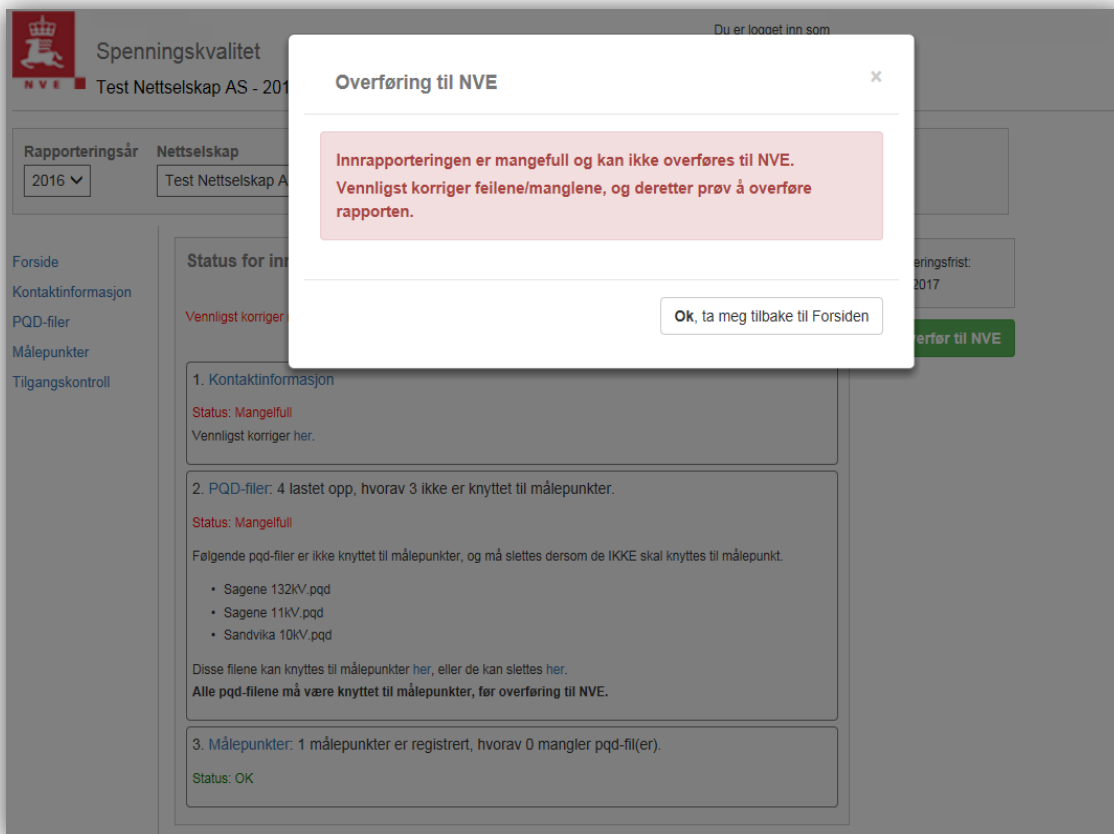 Du er logget inn som
NVE
Spenningskvalitet
Test Nettselskap AS - 201
Overføring til NVE
×
Innrapporteringen er mangefull og kan ikke overføres til NVE.
Vennligst korriger feilene/manglene, og deretter prøv å overføre
rapporten.
Ok, ta meg tilbake til Forsiden
Rapporteringsår Nettselskap
2016 Test Nettselskap A
Forside
Kontaktinformasjon
PQD-filer
Målepunkter
Tilgangskontroll
Status for inn
Vennligst korriger
eringsfrist:
2017
erfør til NVE
1. Kontaktinformasjon
Status: Mangelfull
Vennligst korriger her.
2. PQD-filer: 4 lastet opp, hvorav 3 ikke er knyttet til målepunkter.
Status: Mangelfull
Følgende pqd-filer er ikke knyttet til målepunkter, og må slettes dersom de IKKE skal knyttes til målepunkt.
• Sagene 132kV.pqd
• Sagene 11kV.pqd
• Sandvika 10kV.pqd
Disse filene kan knyttes til målepunkter her, eller de kan slettes her.
Alle pqd-filene må være knyttet til målepunkter, før overføring til NVE.
3. Målepunkter: 1 målepunkter er registrert, hvorav 0 mangler pqd-fil(er).
Status: OK